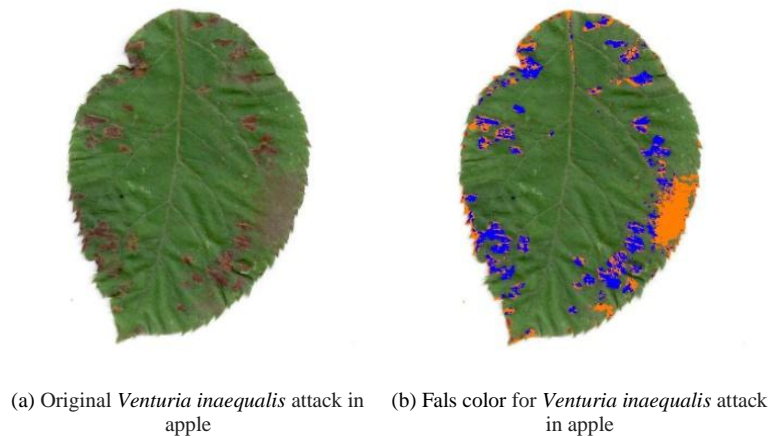 (a) Original Venturia inaequalis attack in
apple
(b) Fals color for Venturia inaequalis attack
in apple